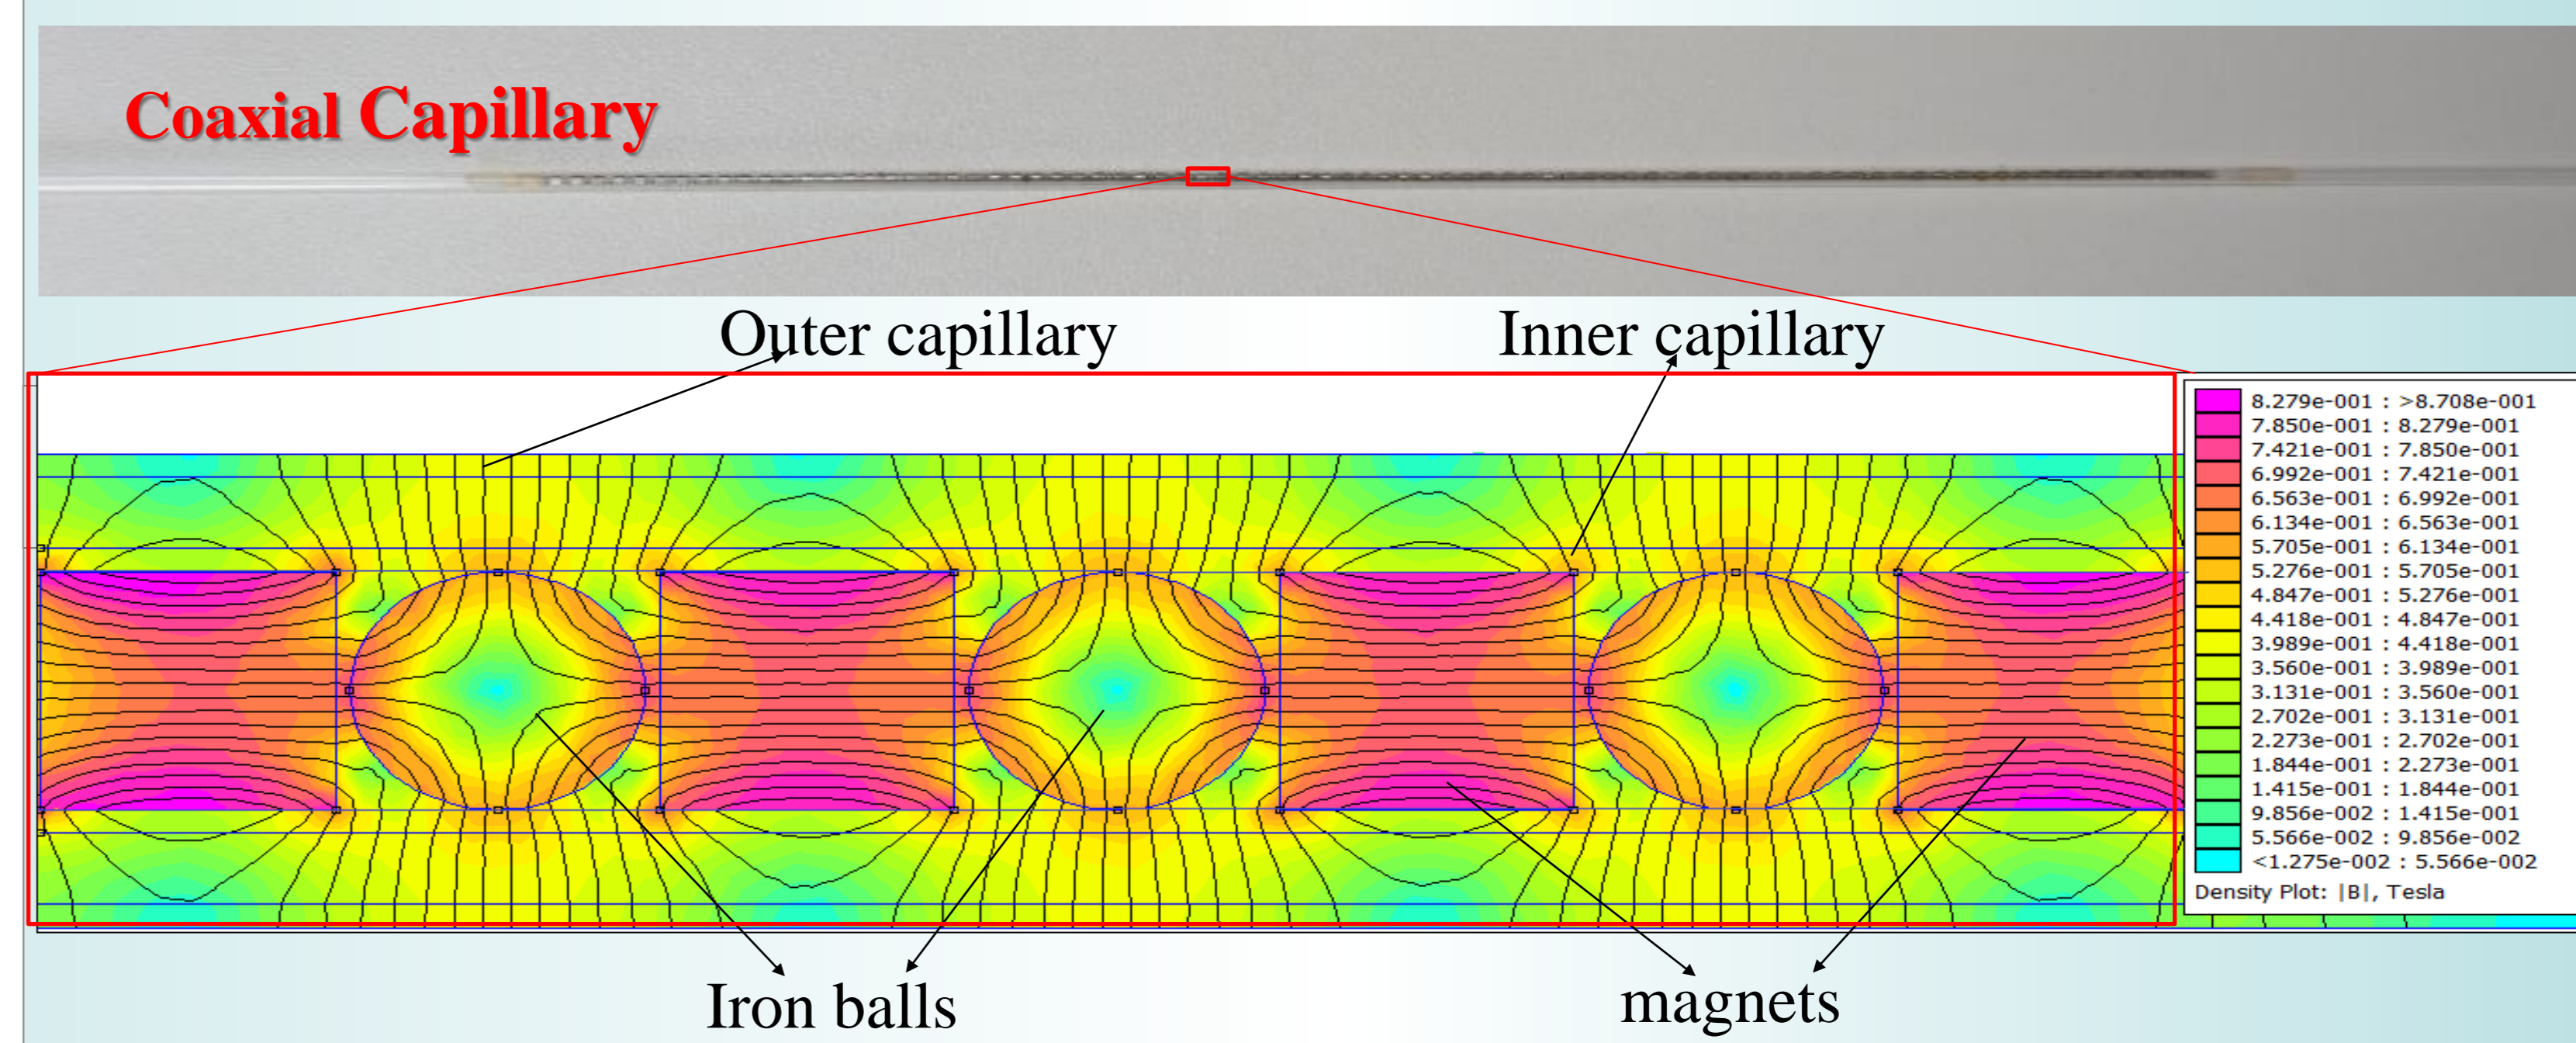 Coaxial Capillary
Outer capillary
Inner capillary
8.279e-001 : >8.708e-001
7.850e-001 : 8.279e-001
7.421e-001 : 7.850e-001
6.992e-001 : 7.421e-001
6.563e-001 : 6.992e-001
6.134e-001 : 6.563e-001
5.705e-001 : 6.134e-001
5.276e-001 : 5.705e-001
4.847e-001 : 5.276e-001
4.418e-001 : 4.847e-001
3.989e-001 : 4.418e-001
3.560e-001 : 3.989e-001
3.131e-001 : 3.560e-001
2.702e-001 : 3.131e-001
2.273e-001 : 2.702e-001
1.844e-001 : 2.273e-001
1.415e-001 : 1.844e-001
9.856e-002 : 1.415e-001
5.566e-002 : 9.856e-002
<1.275e-002 : 5.566e-002
Density Plot: |B|, Tesla
Iron balls
magnets